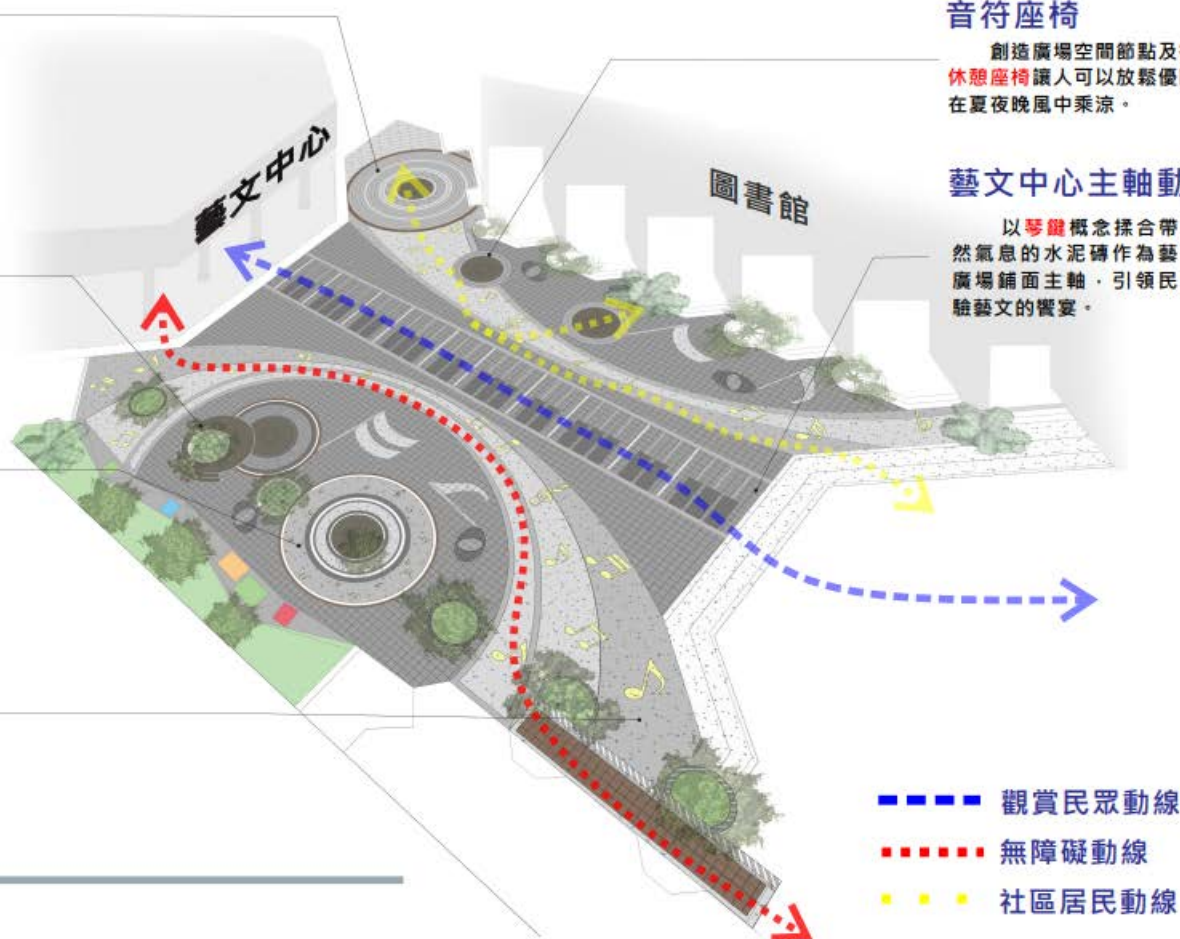 音符座椅
創造廣場空間節點及
休憩座椅讓人可以放鬆優
在夏夜晚風中乘涼。
藝文中心主軸動
以琴鍵概念揉合帶
然氣息的水泥磚作為藝
廣場鋪面主軸，引領民
驗藝文的饗宴。
藝文中心
圖書館
觀賞民眾動線
無障礙動線
社區居民動線